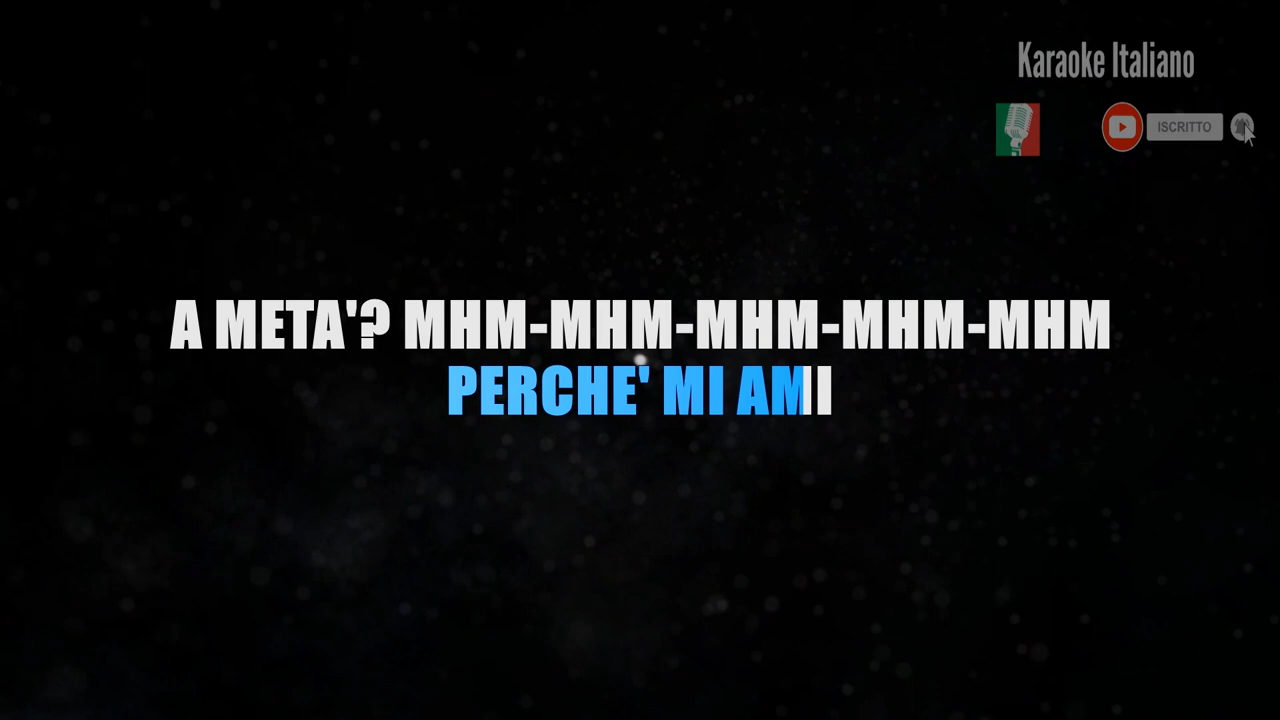 Karaoke Italiano
ISCRITTO
A META'? MHM-MHM-MHM-MHM-MHM
PERCHE' MI AMI